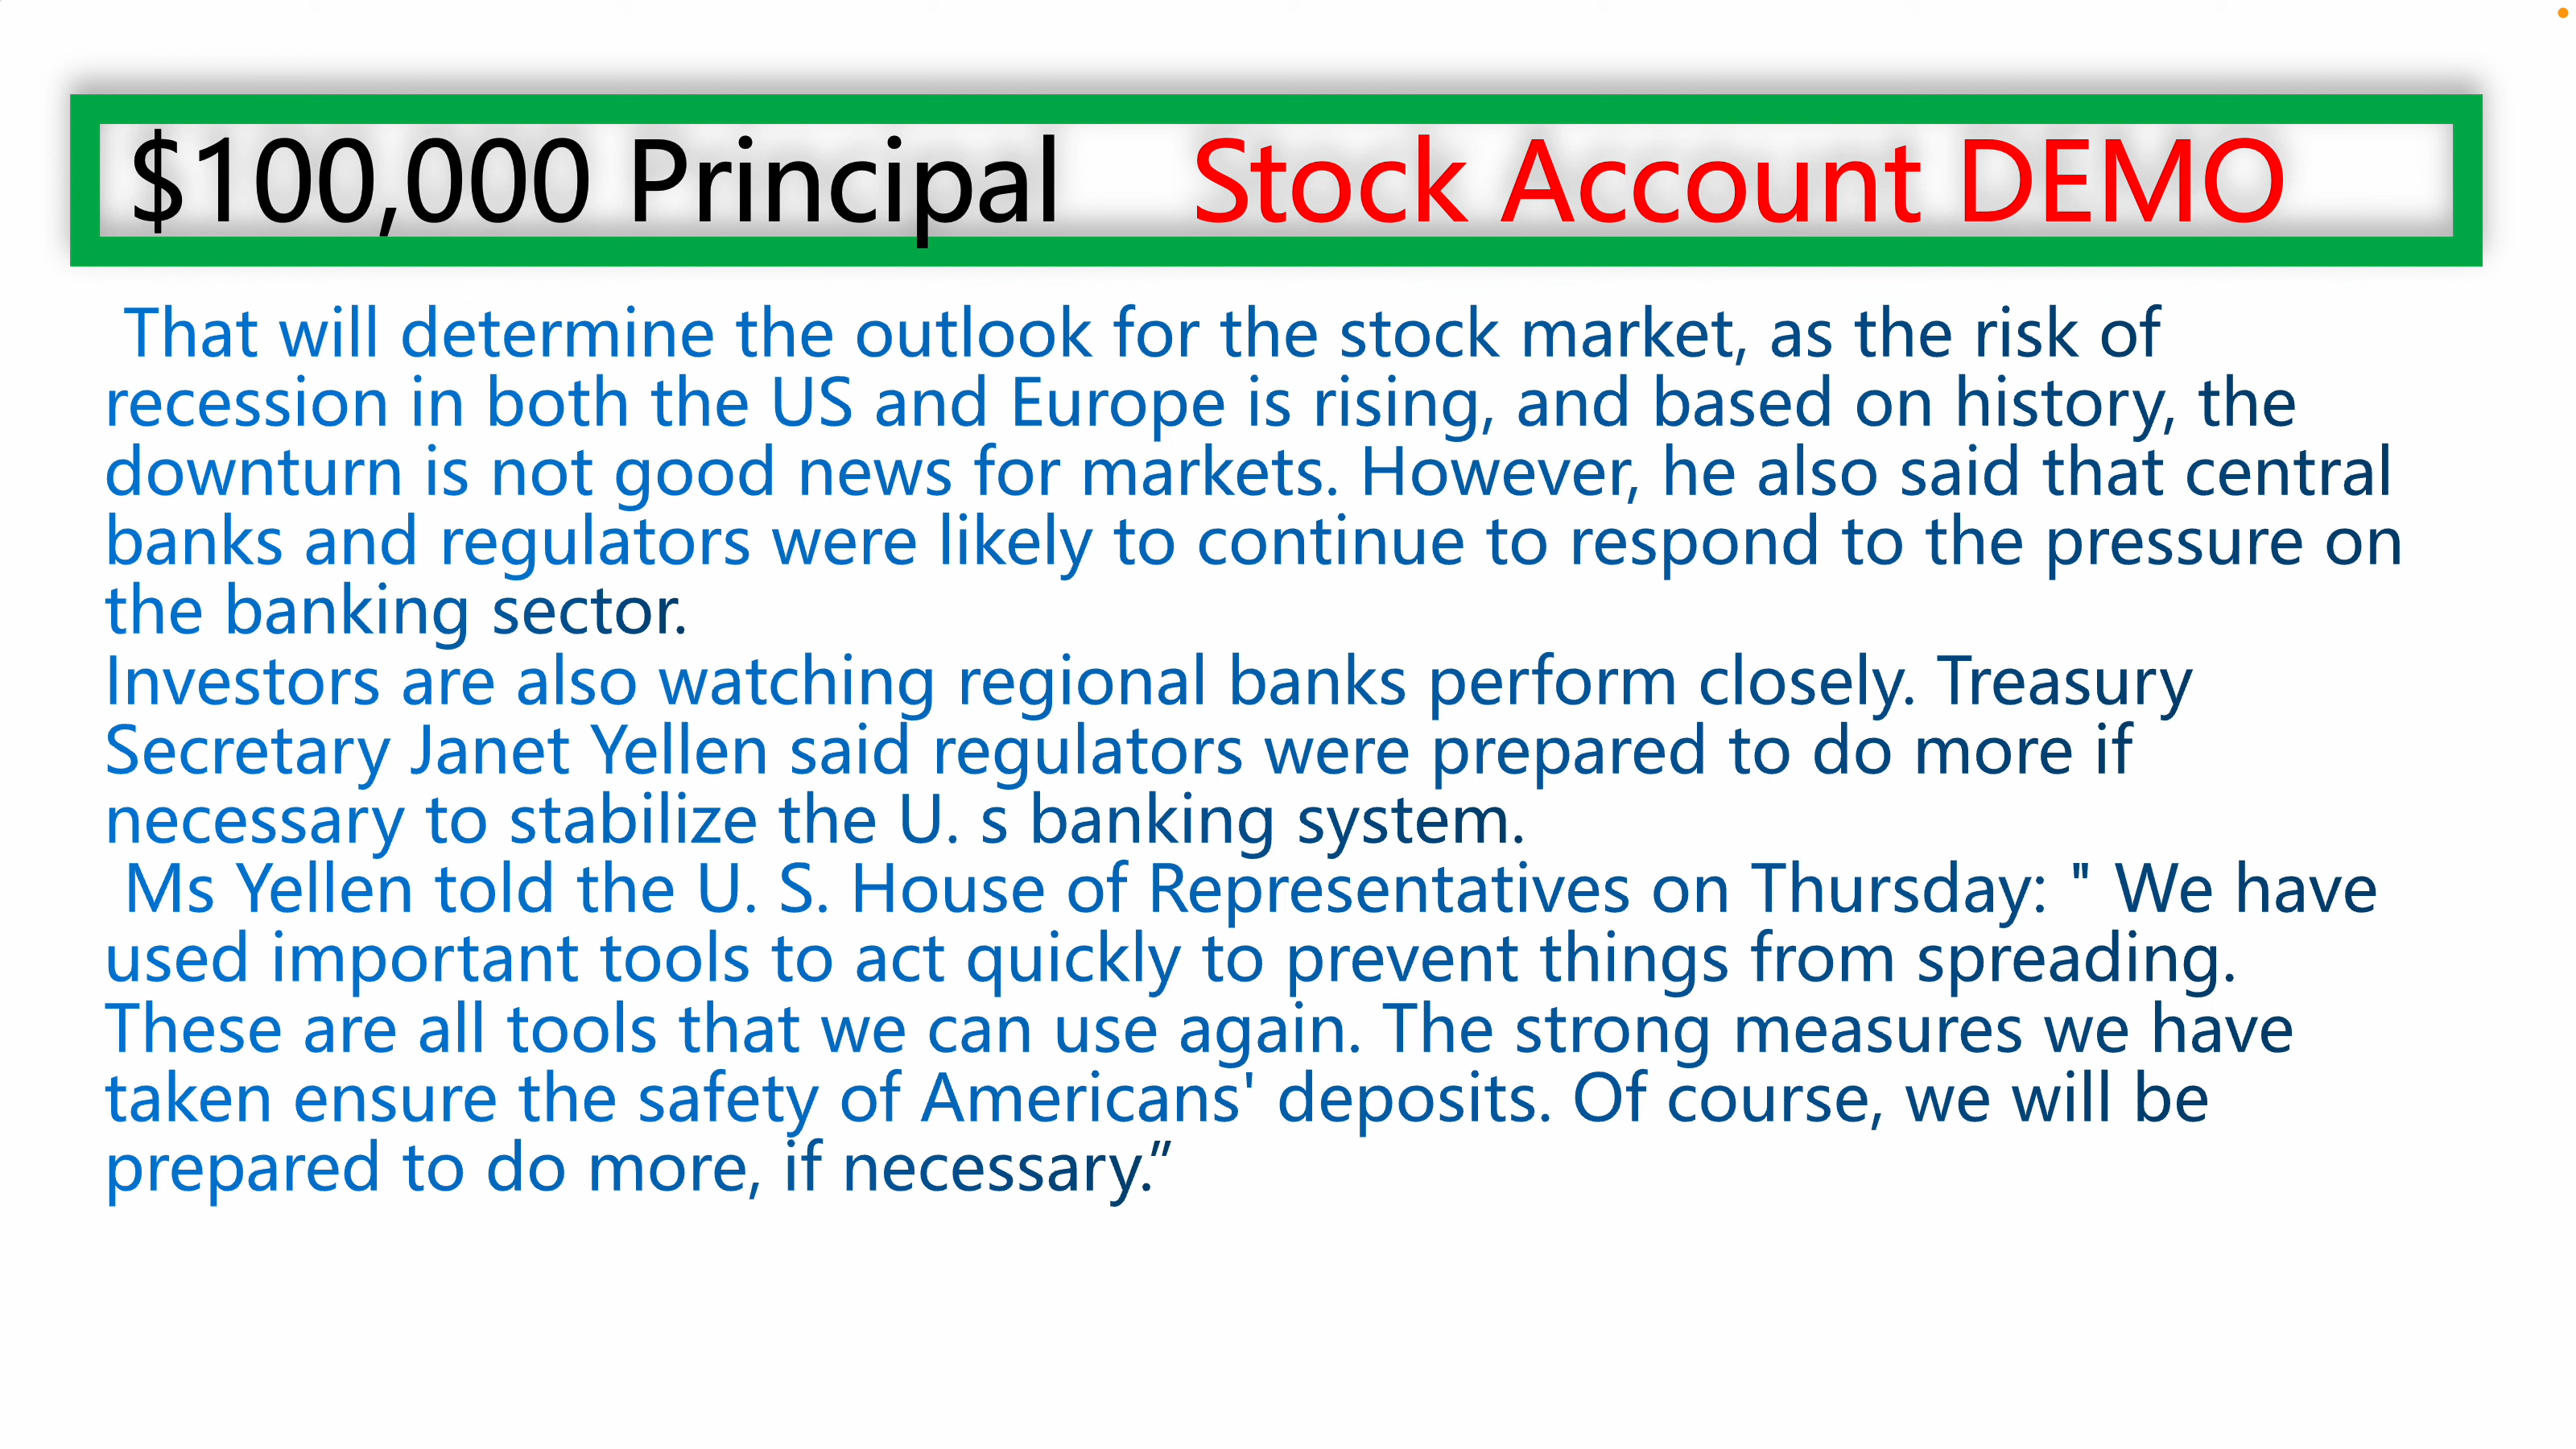 $100,000 Principal Stock Account DEMO
That will determine the outlook for the stock market, as the risk of
recession in both the US and Europe is rising, and based on history, the
downturn is not good news for markets. However, he also said that central
banks and regulators were likely to continue to respond to the pressure on
the banking sector.
Investors are also watching regional banks perform closely. Treasury
Secretary Janet Yellen said regulators were prepared to do more if
necessary to stabilize the U. s banking system.
Ms Yellen told the U. S. House of Representatives on Thursday: " We have
used important tools to act quickly to prevent things from spreading.
These are all tools that we can use again. The strong measures we have
taken ensure the safety of Americans' deposits. Of course, we will be
prepared to do more, if necessary.”